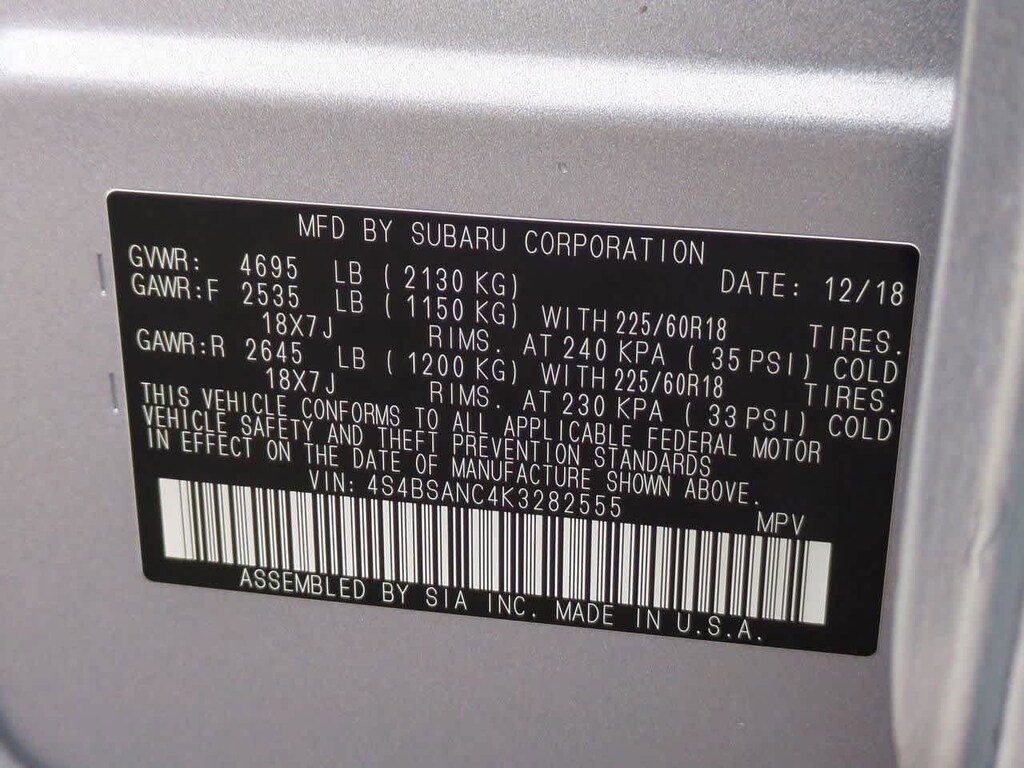 MFD BY SUBARU CORPORATION
GVWR: 4695 LB ( 2130 KG) DATE: 12/18
GAWR:F 2535 LB ( 1150 KG) WITH 225/60R18 TIRES.
18X7J RIMS. AT 240 KPA ( 35 PSI) COLD
GAWR:R 2645 LB ( 1200 KG) WITH 225/60R18 TIRES.
18X7J RIMS. AT 230 KPA ( 33 PSI) COLD
THIS VEHICLE CONFORMS TO ALL APPLICABLE FEDERAL MOTOR
VEHICLE SAFETY AND THEFT PREVENTION STANDARDS
IN EFFECT ON THE DATE OF MANUFACTURE SHOWN ABOVE.
VIN: 4S4BSANC4K3282555 MPV
ASSEMBLED BY SIA INC. MADE IN U.S.A.